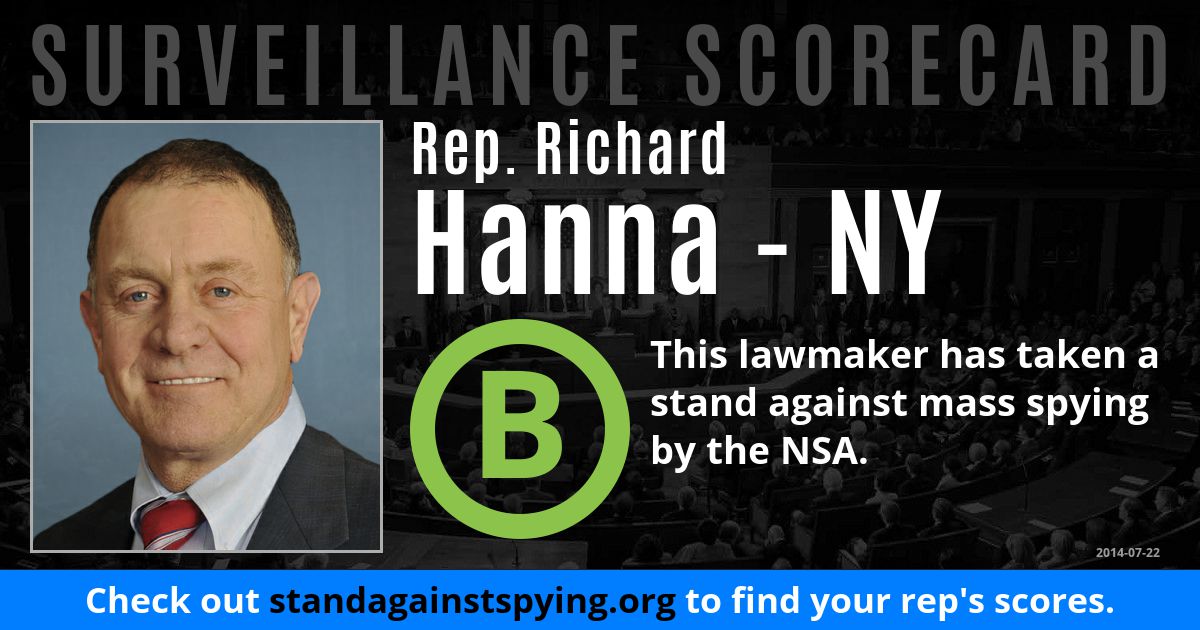 SURVEILLANCE SCORECARD
Rep. Richard
Hanna - NY
B
This lawmaker has taken a
stand against mass spying
by the NSA.
2014-07-22
Check out standagainstspying.org to find your rep's scores.